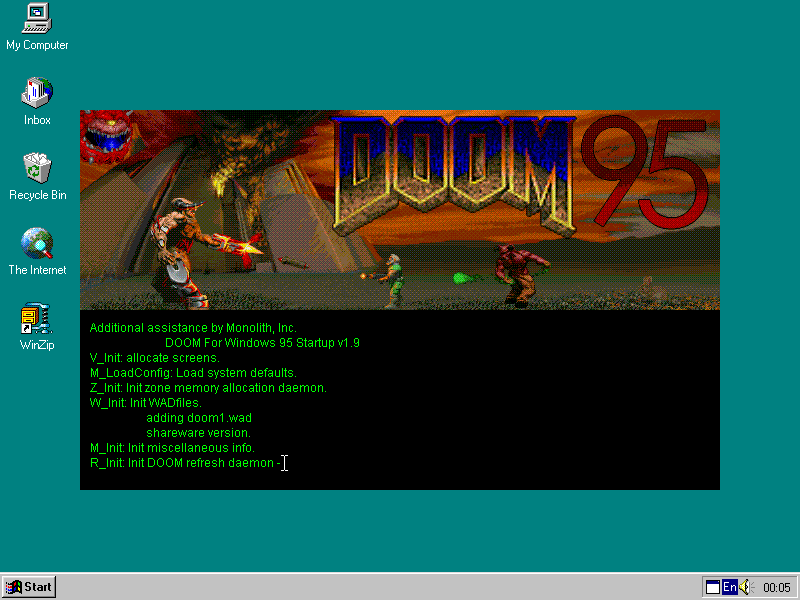 My Computer
Inbox
Recycle Bin
The Internet
WinZip
DOOM 95
Additional assistance by Monolith, Inc.
DOOM For Windows 95 Startup v1.9
V_Init: allocate screens.
M_LoadConfig: Load system defaults.
Z_Init: Init zone memory allocation daemon.
W_Init: Init WADfiles.
adding doom1.wad
shareware version.
M_Init: Init miscellaneous info.
R_Init: Init DOOM refresh daemon -
Start
En
00:05